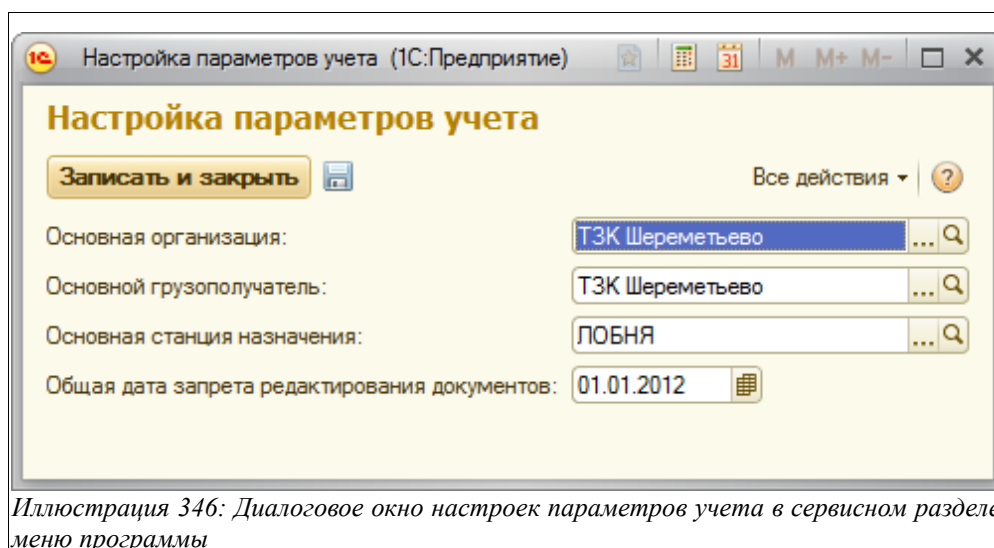 1С Настройка параметров учета (1С:Предприятие) 31 M M+ M-
Настройка параметров учета
Записать и закрыть Все действия ?
Основная организация: ТЗК Шереметьево ...
Основной грузополучатель: ТЗК Шереметьево ...
Основная станция назначения: ЛОБНЯ ...
Общая дата запрета редактирования документов: 01.01.2012
Иллюстрация 346: Диалоговое окно настроек параметров учета в сервисном разделе
меню программы